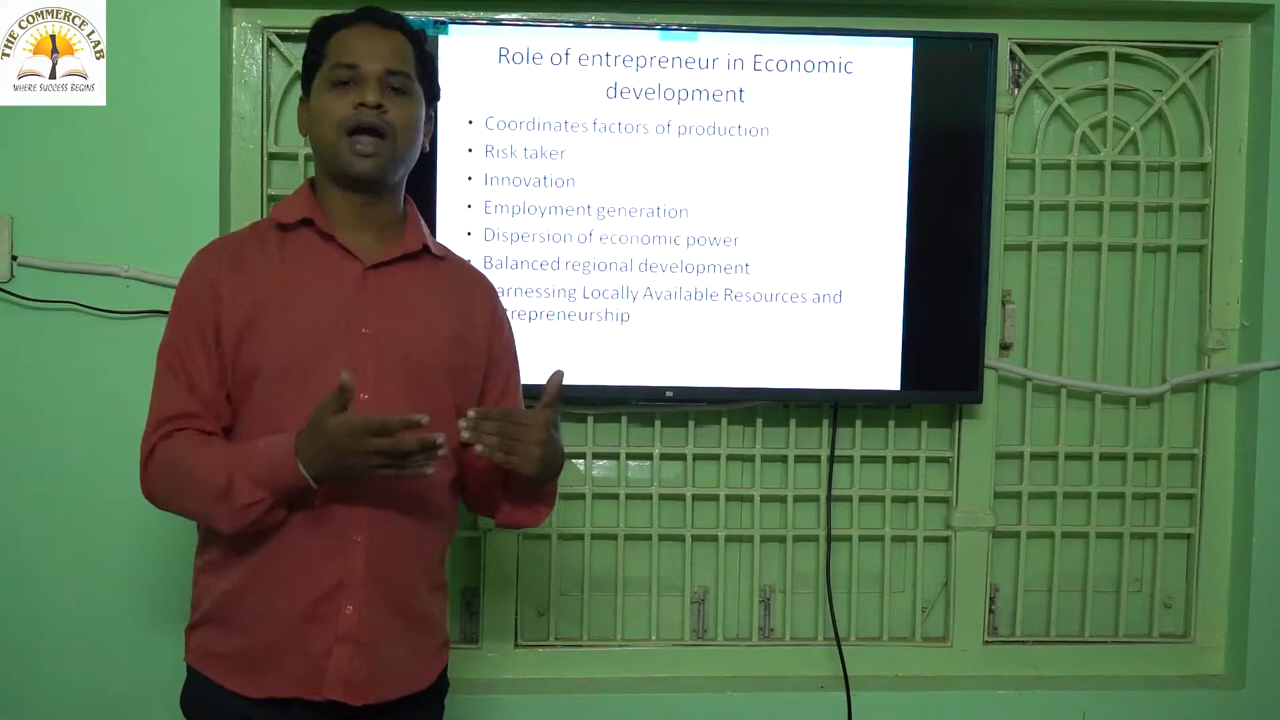 THE COMMERCE LAB
WHERE SUCCESS BEGINS
Role of entrepreneur in Economic
development
• Coordinates factors of production
• Risk taker
• Innovation
• Employment generation
• Dispersion of economic power
• Balanced regional development
arnessing Locally Available Resources and
trepreneurship
mi